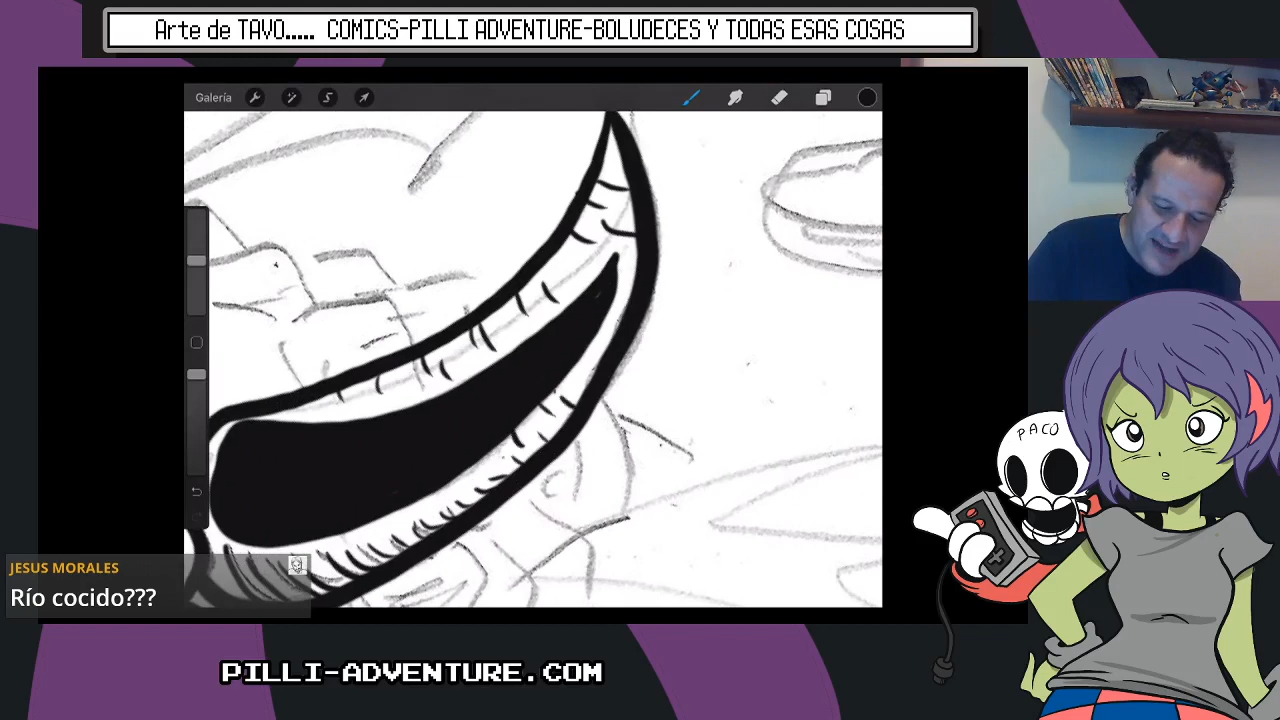 Arte de TAVO..... COMICS-PILLI ADVENTURE-BOLUDECES Y TODAS ESAS COSAS
Galería
PACO
JESUS MORALES
Río cocido???
PILLI-ADVENTURE.COM